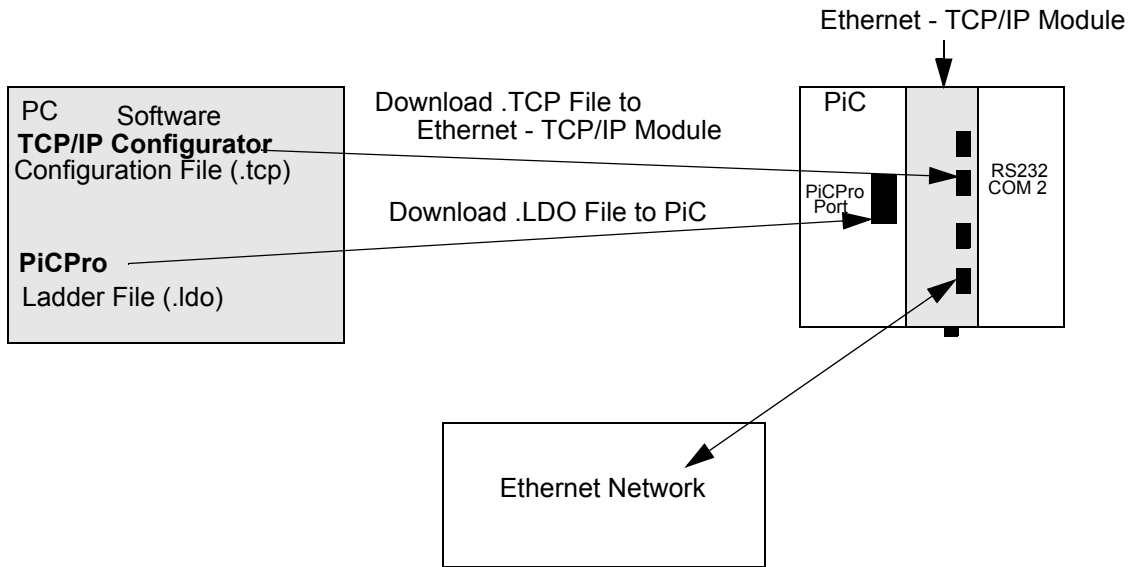 Ethernet - TCP/IP Module
PC Software
TCP/IP Configurator
Configuration File (.tcp)
PiCPro
Ladder File (.ldo)
Download .TCP File to
Ethernet - TCP/IP Module
Download .LDO File to PiC
PiC
PiCPro
Port
RS232
COM 2
Ethernet Network